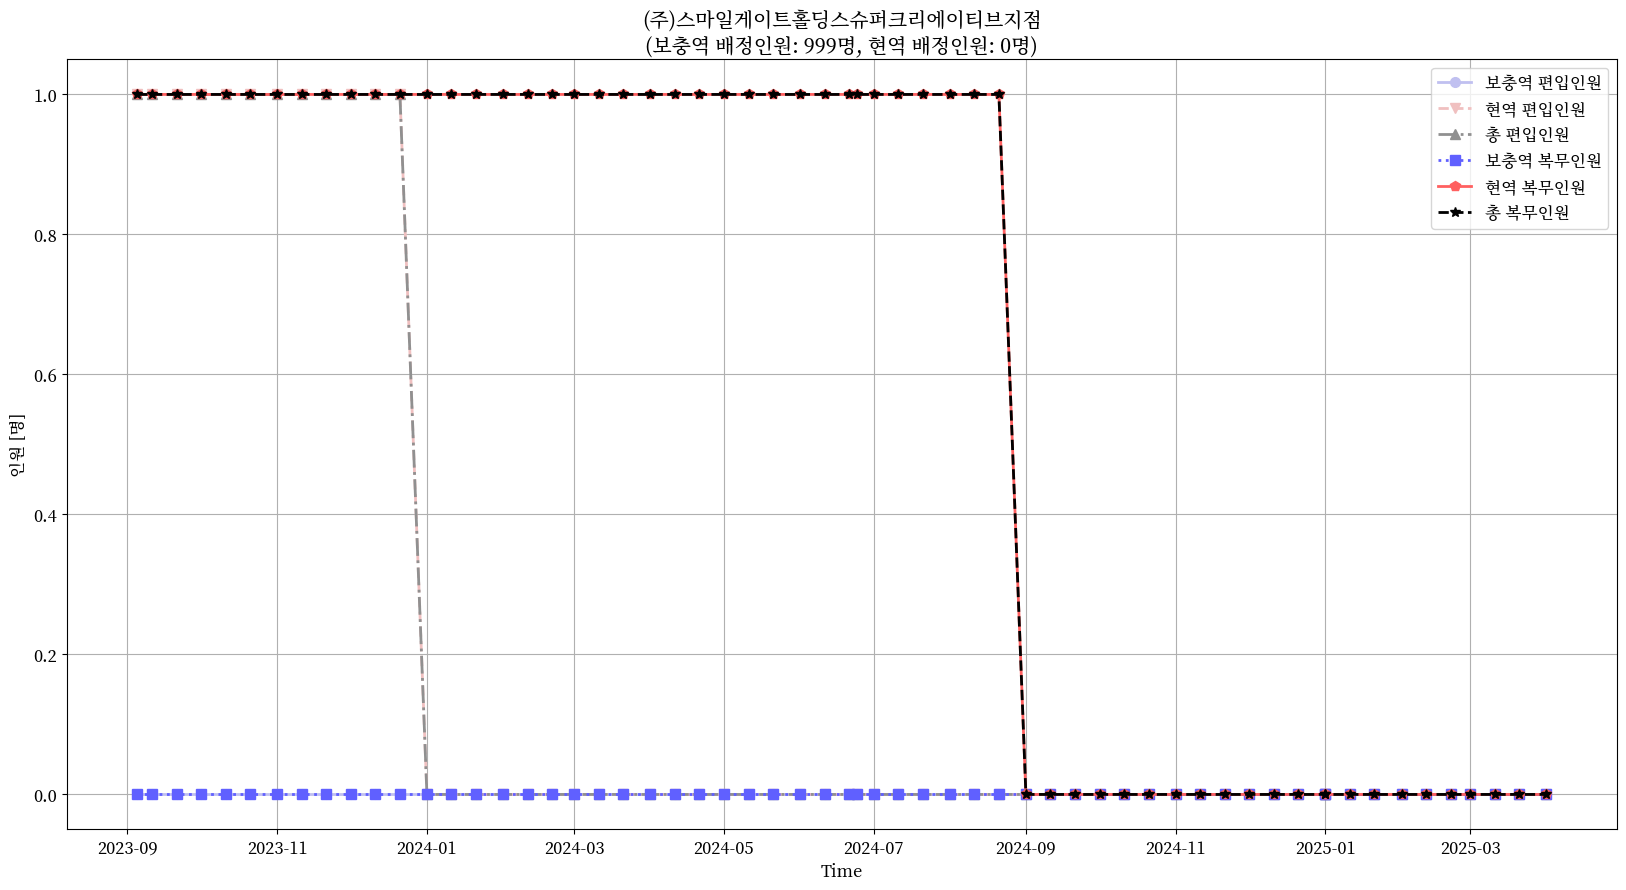 (주)스마일게이트홀딩스슈퍼크리에이티브지점
(보충역 배정인원: 999명, 현역 배정인원: 0명)
보충역 편입인원
현역 편입인원
총 편입인원
보충역 복무인원
현역 복무인원
총 복무인원
인원 [명]
1.0
0.8
0.6
0.4
0.2
0.0
2023-09 2023-11 2024-01 2024-03 2024-05 2024-07 2024-09 2024-11 2025-01 2025-03
Time